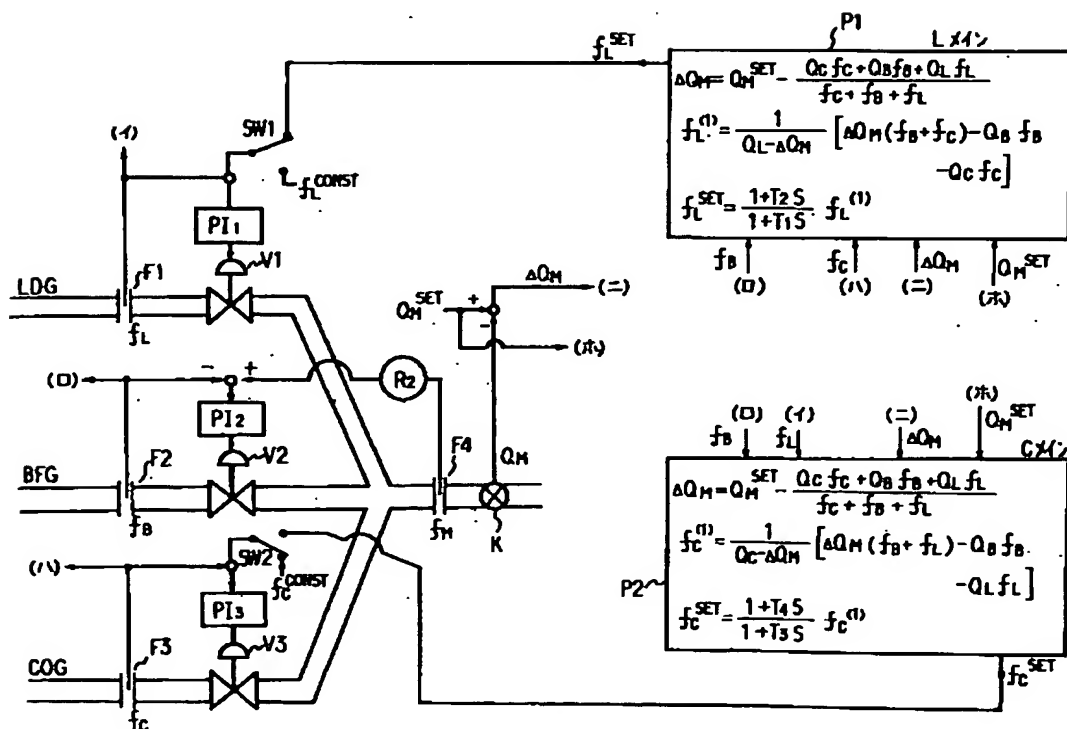 P1
Lメイン
f_L^SET
ΔQ_M = Q_M^SET - (Q_C f_C + Q_B f_B + Q_L f_L) / (f_C + f_B + f_L)
f_L^(1) = 1 / (Q_L - ΔQ_M) [ΔQ_M (f_B + f_C) - Q_B f_B
- Q_C f_C]
f_L^SET = (1 + T_2 S) / (1 + T_1 S) · f_L^(1)
f_B f_C ΔQ_M Q_M^SET
(ロ) (ハ) (ニ) (ホ)
SW1
(イ)
f_L^CONST
PI_1
V1
LDG
F1
f_L
Q_M^SET + -
ΔQ_M
(ニ)
(ホ)
(ロ)
- +
R_2
PI_2
F2
V2
BFG
f_B
F4
Q_M
f_M
K
(ハ)
SW2
f_C^CONST
PI_3
F3
V3
COG
f_C
(ロ) (イ) (ニ) (ホ)
f_B f_L ΔQ_M Q_M^SET
Cメイン
ΔQ_M = Q_M^SET - (Q_C f_C + Q_B f_B + Q_L f_L) / (f_C + f_B + f_L)
f_C^(1) = 1 / (Q_C - ΔQ_M) [ΔQ_M (f_B + f_L) - Q_B f_B
- Q_L f_L]
P2
f_C^SET = (1 + T_4 S) / (1 + T_3 S) f_C^(1)
f_C^SET